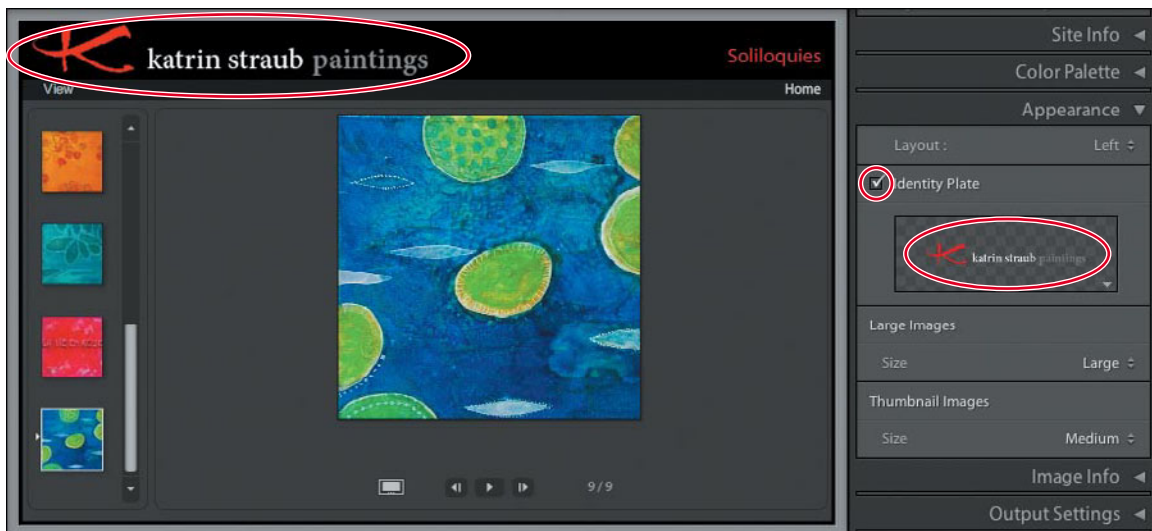 katrin straub paintings
Soliloquies
View
Home
9/9
Site Info
Color Palette
Appearance
Layout : Left
Identity Plate
katrin straub paintings
Large Images
Size Large
Thumbnail Images
Size Medium
Image Info
Output Settings